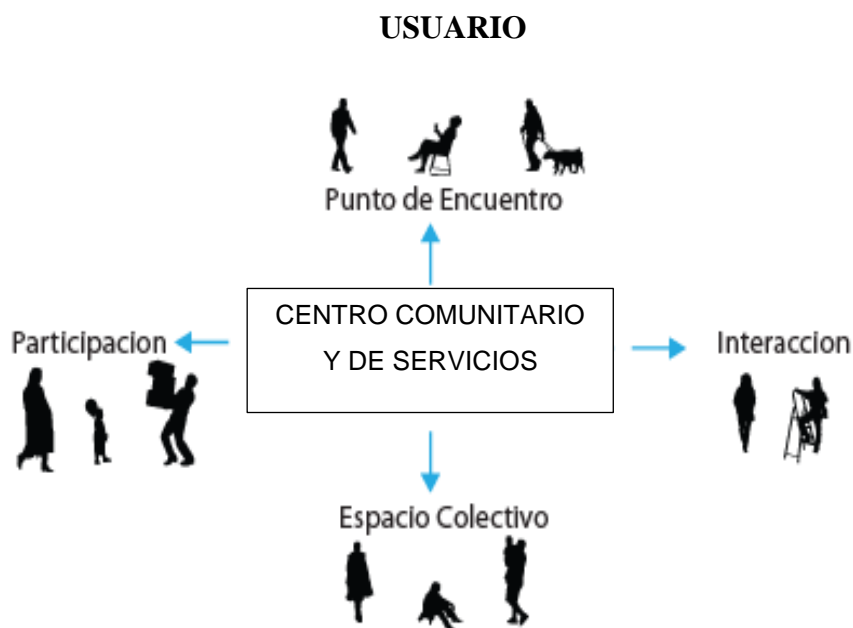 USUARIO
Punto de Encuentro
CENTRO COMUNITARIO
Y DE SERVICIOS
Participacion
Interaccion
Espacio Colectivo